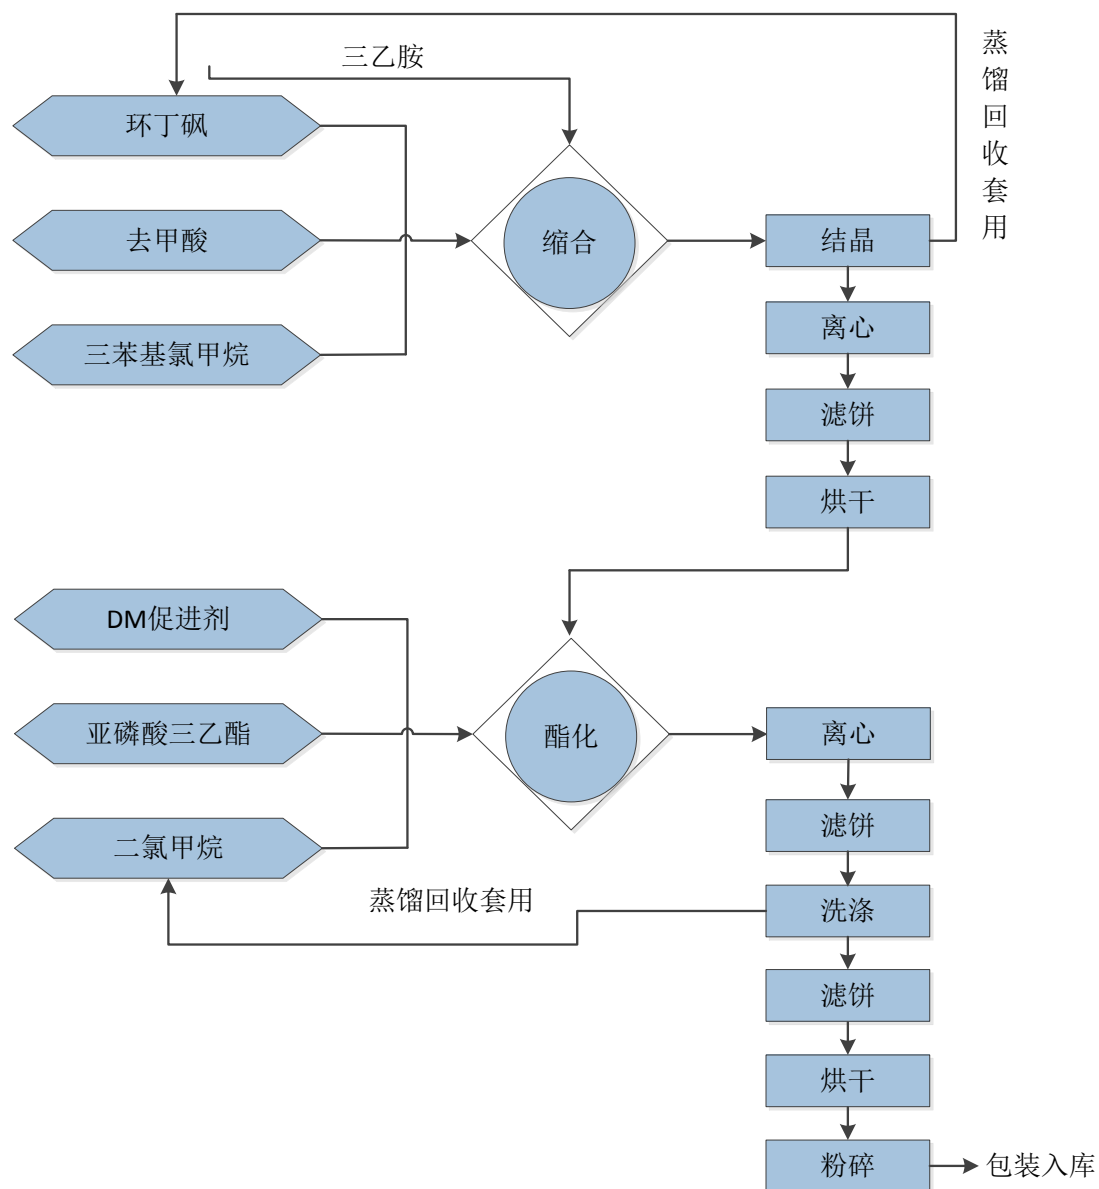 三乙胺
蒸馏回收套用
环丁砜
去甲酸
缩合
结晶
三苯基氯甲烷
离心
滤饼
烘干
DM促进剂
亚磷酸三乙酯
酯化
离心
二氯甲烷
滤饼
蒸馏回收套用
洗涤
滤饼
烘干
粉碎
包装入库